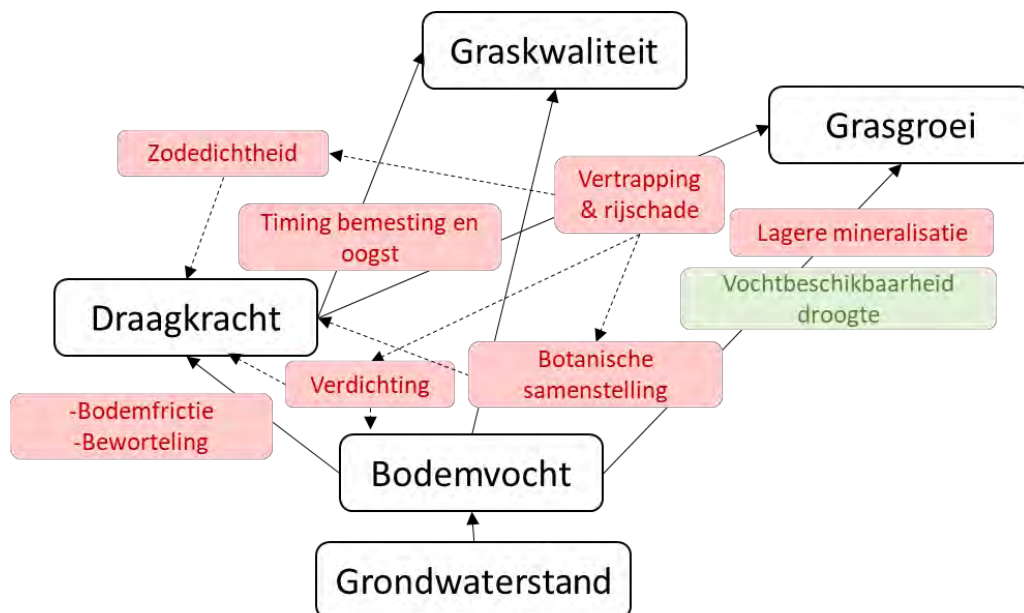 Graskwaliteit
Grasgroei
Zodedichtheid
Vertrapping
& rijschade
Timing bemesting en
oogst
Lagere mineralisatie
Vochtbeschikbaarheid
droogte
Draagkracht
Verdichting
Botanische
samenstelling
-Bodemfrictie
-Beworteling
Bodemvocht
Grondwaterstand